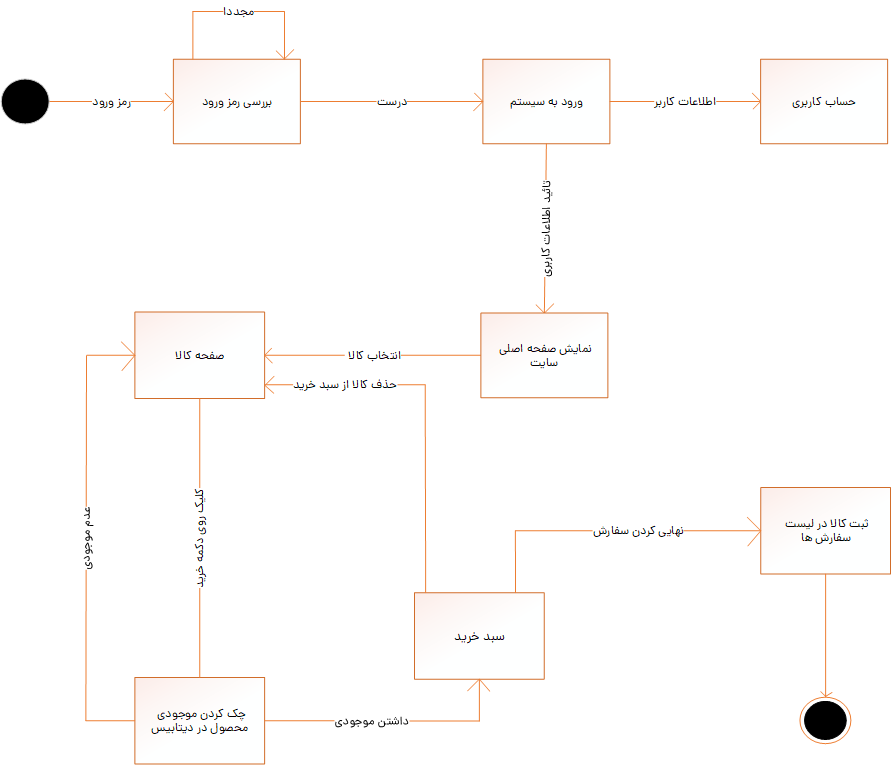 مجددا
رمز ورود
بررسی رمز ورود
درست
ورود به سیستم
اطلاعات کاربر
حساب کاربری
تائید اطلاعات کاربری
نمایش صفحه اصلی
سایت
انتخاب کالا
صفحه کالا
حذف کالا از سبد خرید
عدم موجودی
کلیک روی دکمه خرید
نهایی کردن سفارش
ثبت کالا در لیست
سفارش ها
سبد خرید
چک کردن موجودی
محصول در دیتابیس
داشتن موجودی